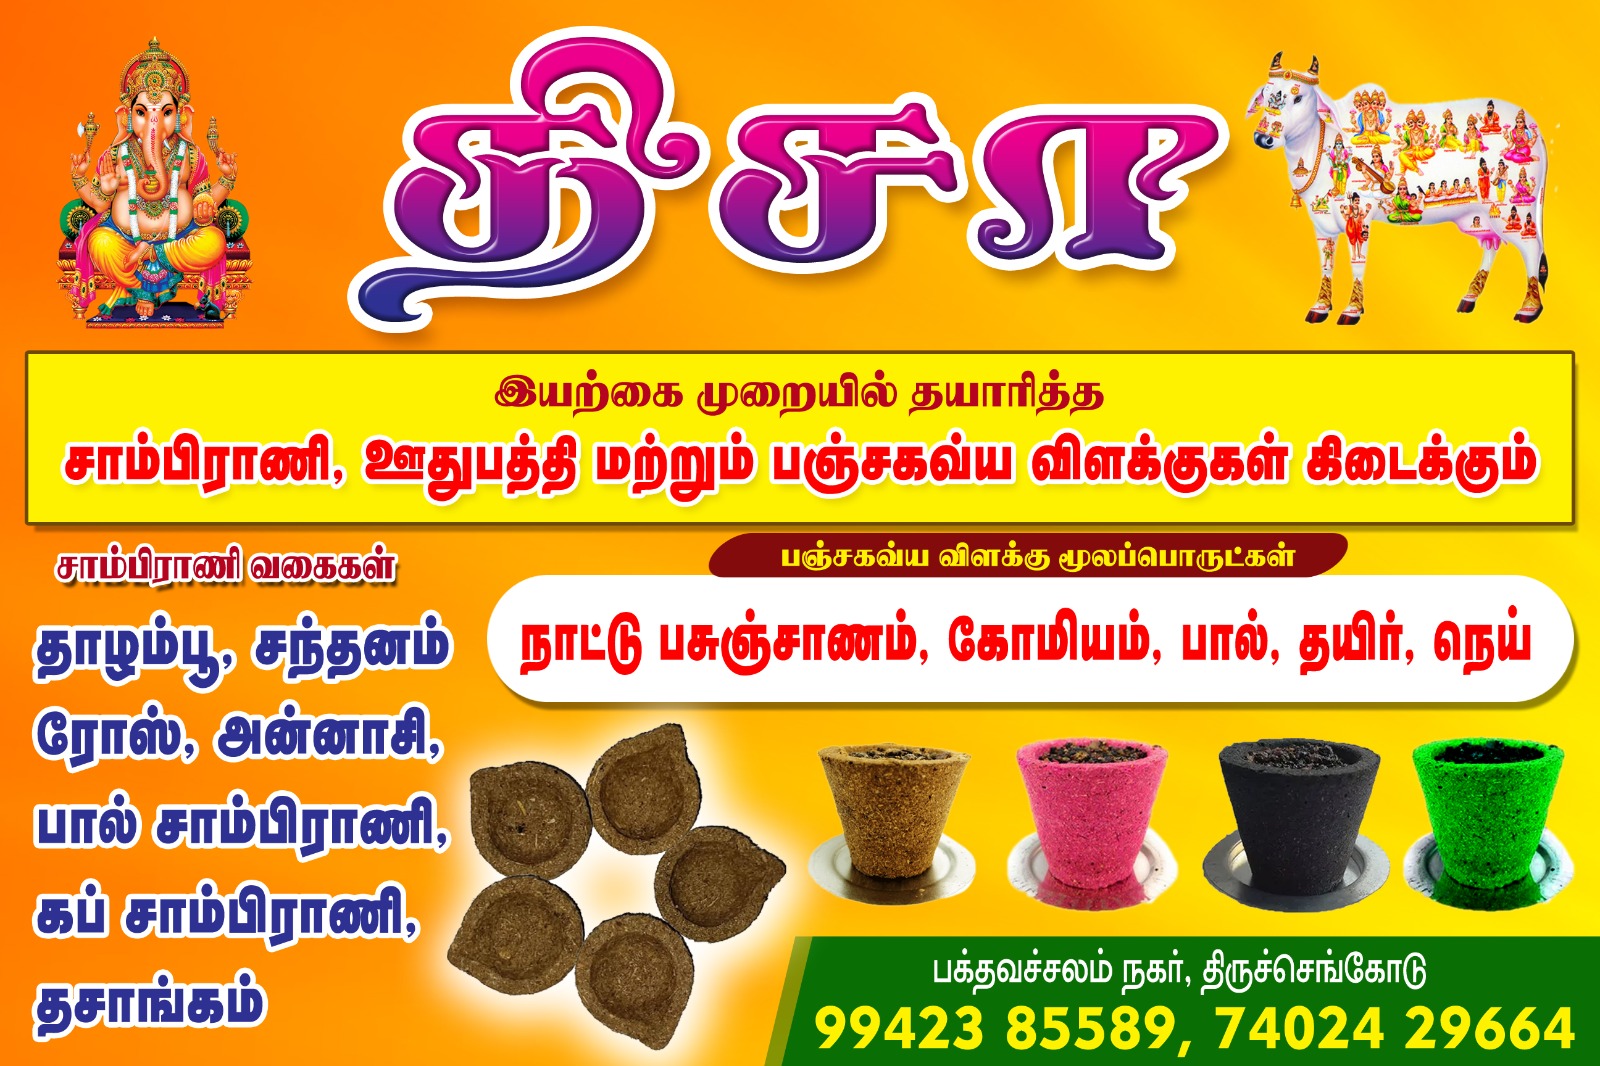 திசா
இயற்கை முறையில் தயாரித்த
சாம்பிராணி, ஊதுபத்தி மற்றும் பஞ்சகவ்ய விளக்குகள் கிடைக்கும்
சாம்பிராணி வகைகள்
தாழம்பூ, சந்தனம்
ரோஸ், அன்னாசி,
பால் சாம்பிராணி,
கப் சாம்பிராணி,
தசாங்கம்
பஞ்சகவ்ய விளக்கு மூலப்பொருட்கள்
நாட்டு பசுஞ்சாணம், கோமியம், பால், தயிர், நெய்
பக்தவச்சலம் நகர், திருச்செங்கோடு
99423 85589, 74024 29664